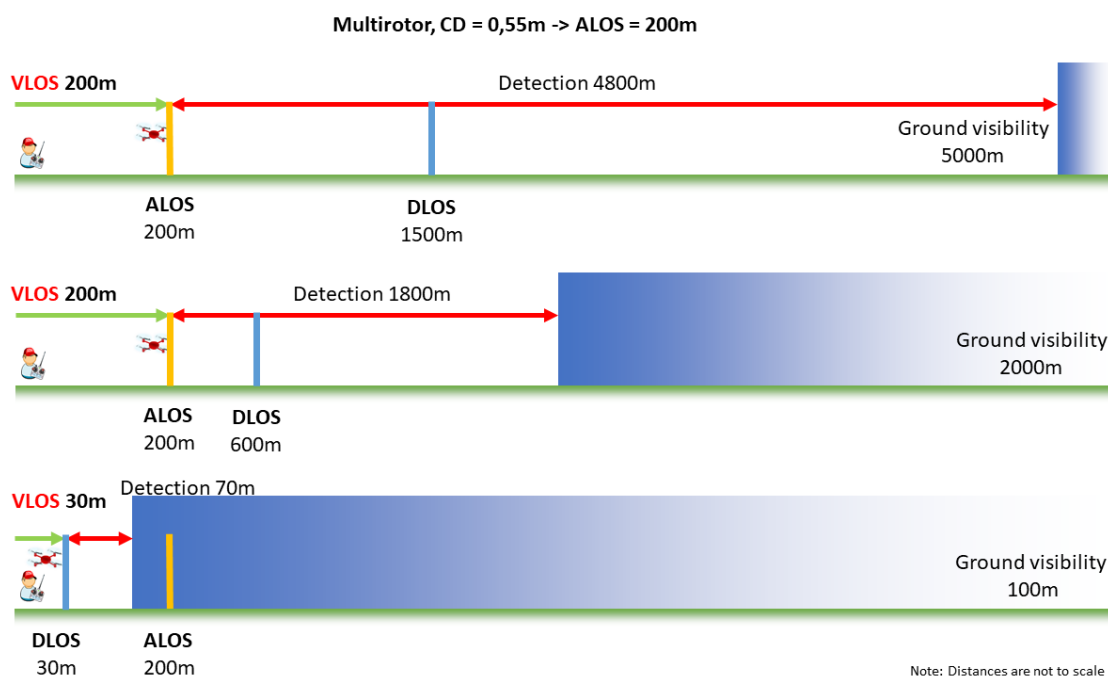 Multirotor, CD = 0,55m -> ALOS = 200m
VLOS 200m
Detection 4800m
Ground visibility
5000m
ALOS
200m
DLOS
1500m
VLOS 200m
Detection 1800m
Ground visibility
2000m
ALOS
200m
DLOS
600m
VLOS 30m
Detection 70m
Ground visibility
100m
DLOS
30m
ALOS
200m
Note: Distances are not to scale